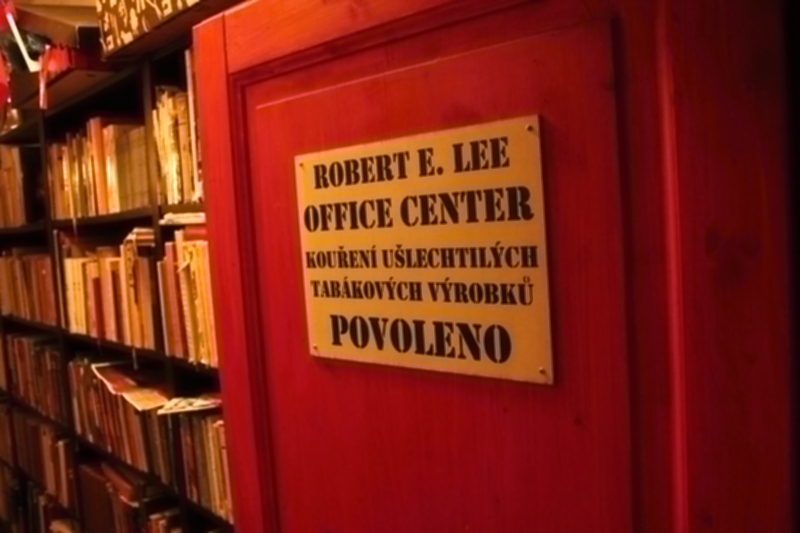 ROBERT E. LEE
OFFICE CENTER
KOUŘENÍ UŠLECHTILÝCH
TABÁKOVÝCH VÝROBKŮ
POVOLENO